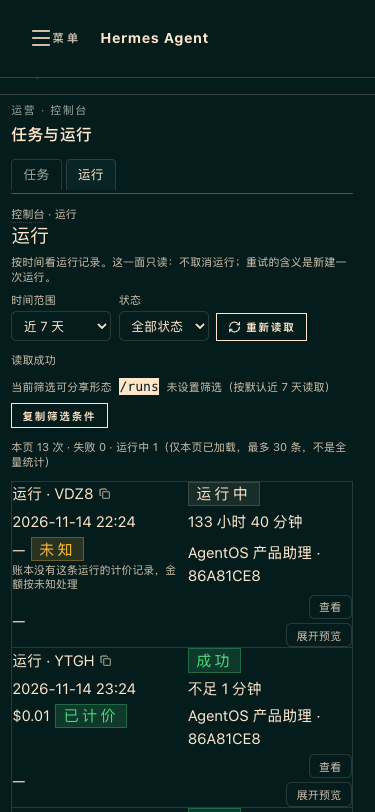 菜单
Hermes Agent
运营 · 控制台
任务与运行
任务
运行
控制台 · 运行
运行
按时间看运行记录。这一面只读：不取消运行；重试的含义是新建一
次运行。
时间范围
状态
近 7 天
全部状态
重新读取
读取成功
当前筛选可分享形态 /runs 未设置筛选（按默认近 7 天读取）
复制筛选条件
本页 13 次 · 失败 0 · 运行中 1（仅本页已加载，最多 30 条，不是全
量统计）
运行 · VDZ8
运行中
2026-11-14 22:24
133 小时 40 分钟
— 未知
账本没有这条运行的计价记录，金
额按未知处理
AgentOS 产品助理 ·
86A81CE8
—
查看
展开预览
运行 · YTGH
成功
2026-11-14 23:24
不足 1 分钟
$0.01 已计价
AgentOS 产品助理 ·
86A81CE8
—
查看
展开预览